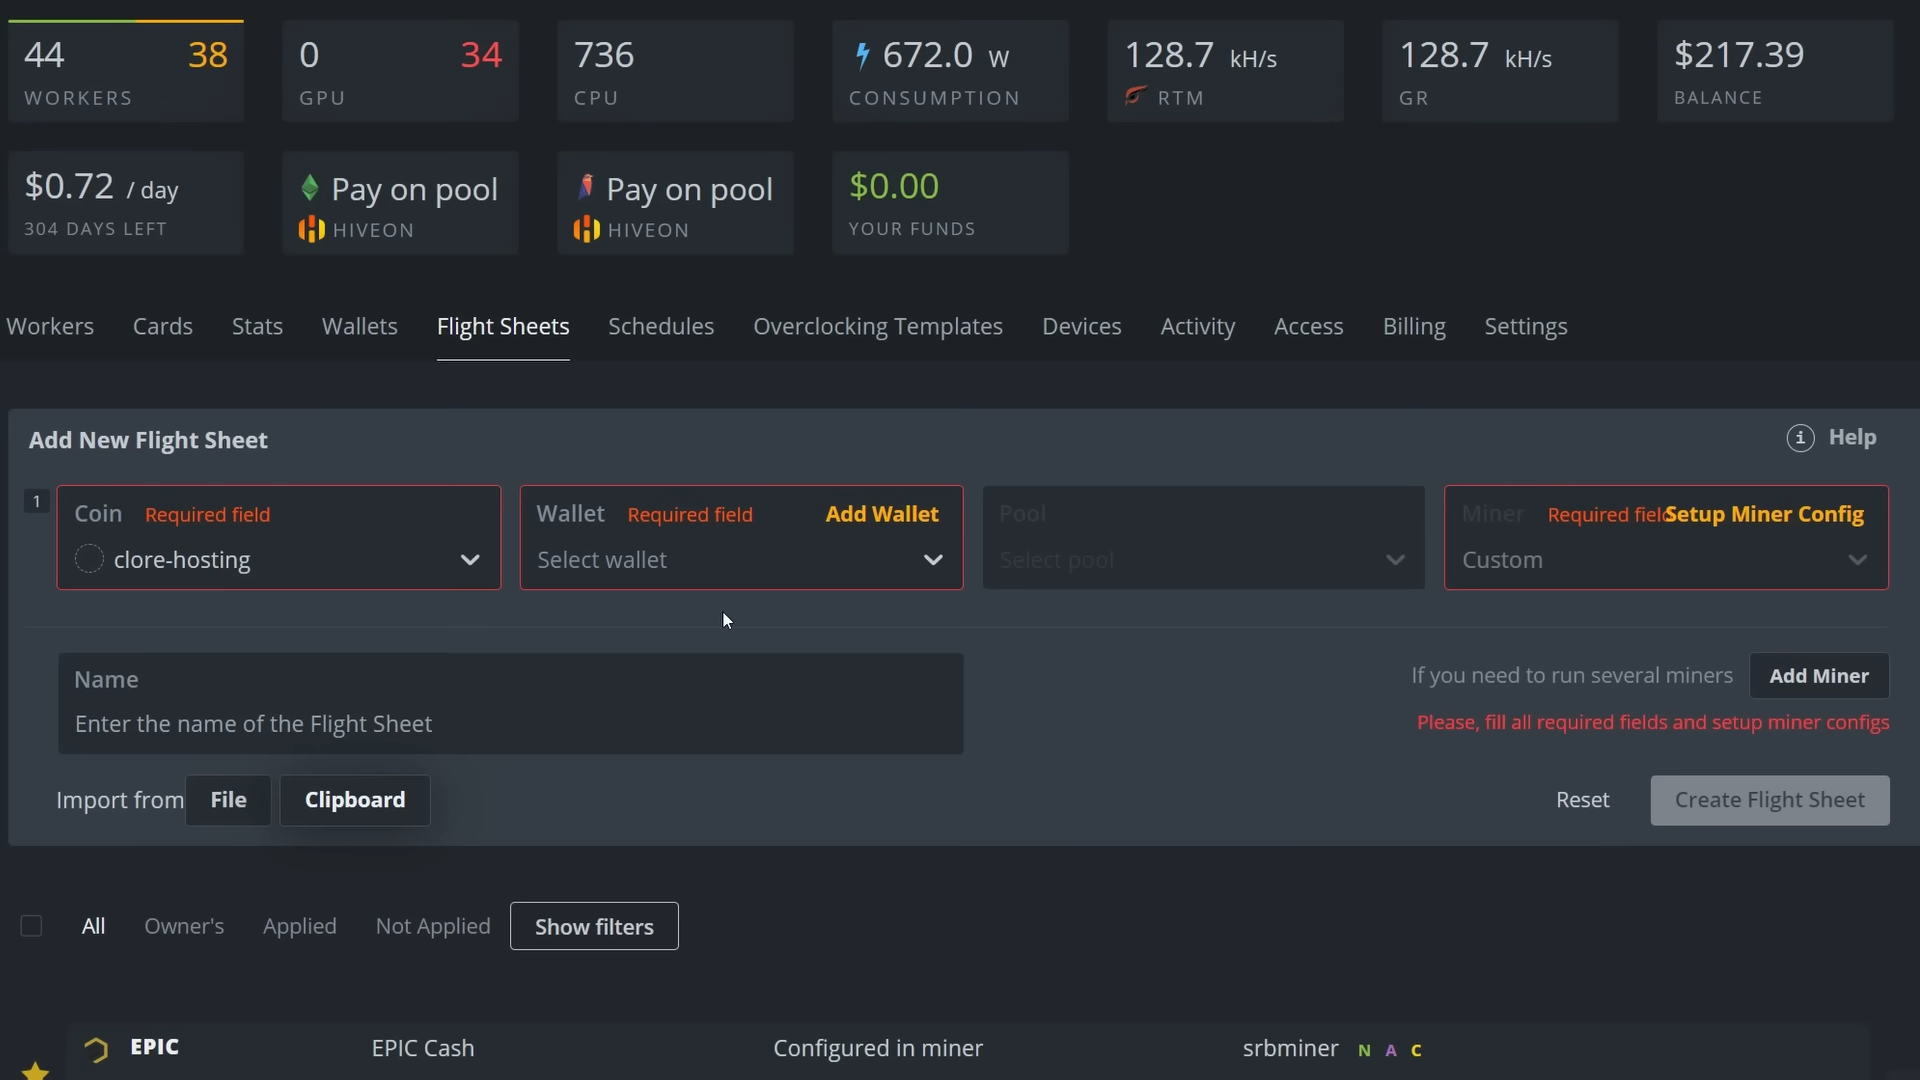 44 38 0 34 736 672.0 W 128.7 kH/s 128.7 kH/s $217.39
WORKERS GPU CPU CONSUMPTION RTM GR BALANCE
$0.72 / day Pay on pool Pay on pool $0.00
304 DAYS LEFT HIVEON HIVEON YOUR FUNDS
Workers Cards Stats Wallets Flight Sheets Schedules Overclocking Templates Devices Activity Access Billing Settings
Add New Flight Sheet i Help
1 Coin Required field Wallet Required field Add Wallet Pool Miner Required field Setup Miner Config
clore-hosting Select wallet Select pool Custom
Name If you need to run several miners Add Miner
Enter the name of the Flight Sheet Please, fill all required fields and setup miner configs
Import from File Clipboard Reset Create Flight Sheet
All Owner's Applied Not Applied Show filters
EPIC EPIC Cash Configured in miner srbminer N A C